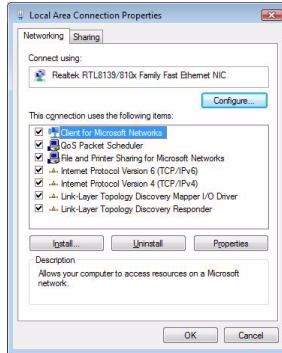 Local Area Connection Properties
Networking Sharing
Connect using:
Realtek RTL8139/810x Family Fast Ethernet NIC
Configure...
This connection uses the following items:
Client for Microsoft Networks
QoS Packet Scheduler
File and Printer Sharing for Microsoft Networks
Internet Protocol Version 6 (TCP/IPv6)
Internet Protocol Version 4 (TCP/IPv4)
Link-Layer Topology Discovery Mapper I/O Driver
Link-Layer Topology Discovery Responder
Install... Uninstall Properties
Description
Allows your computer to access resources on a Microsoft
network.
OK Cancel